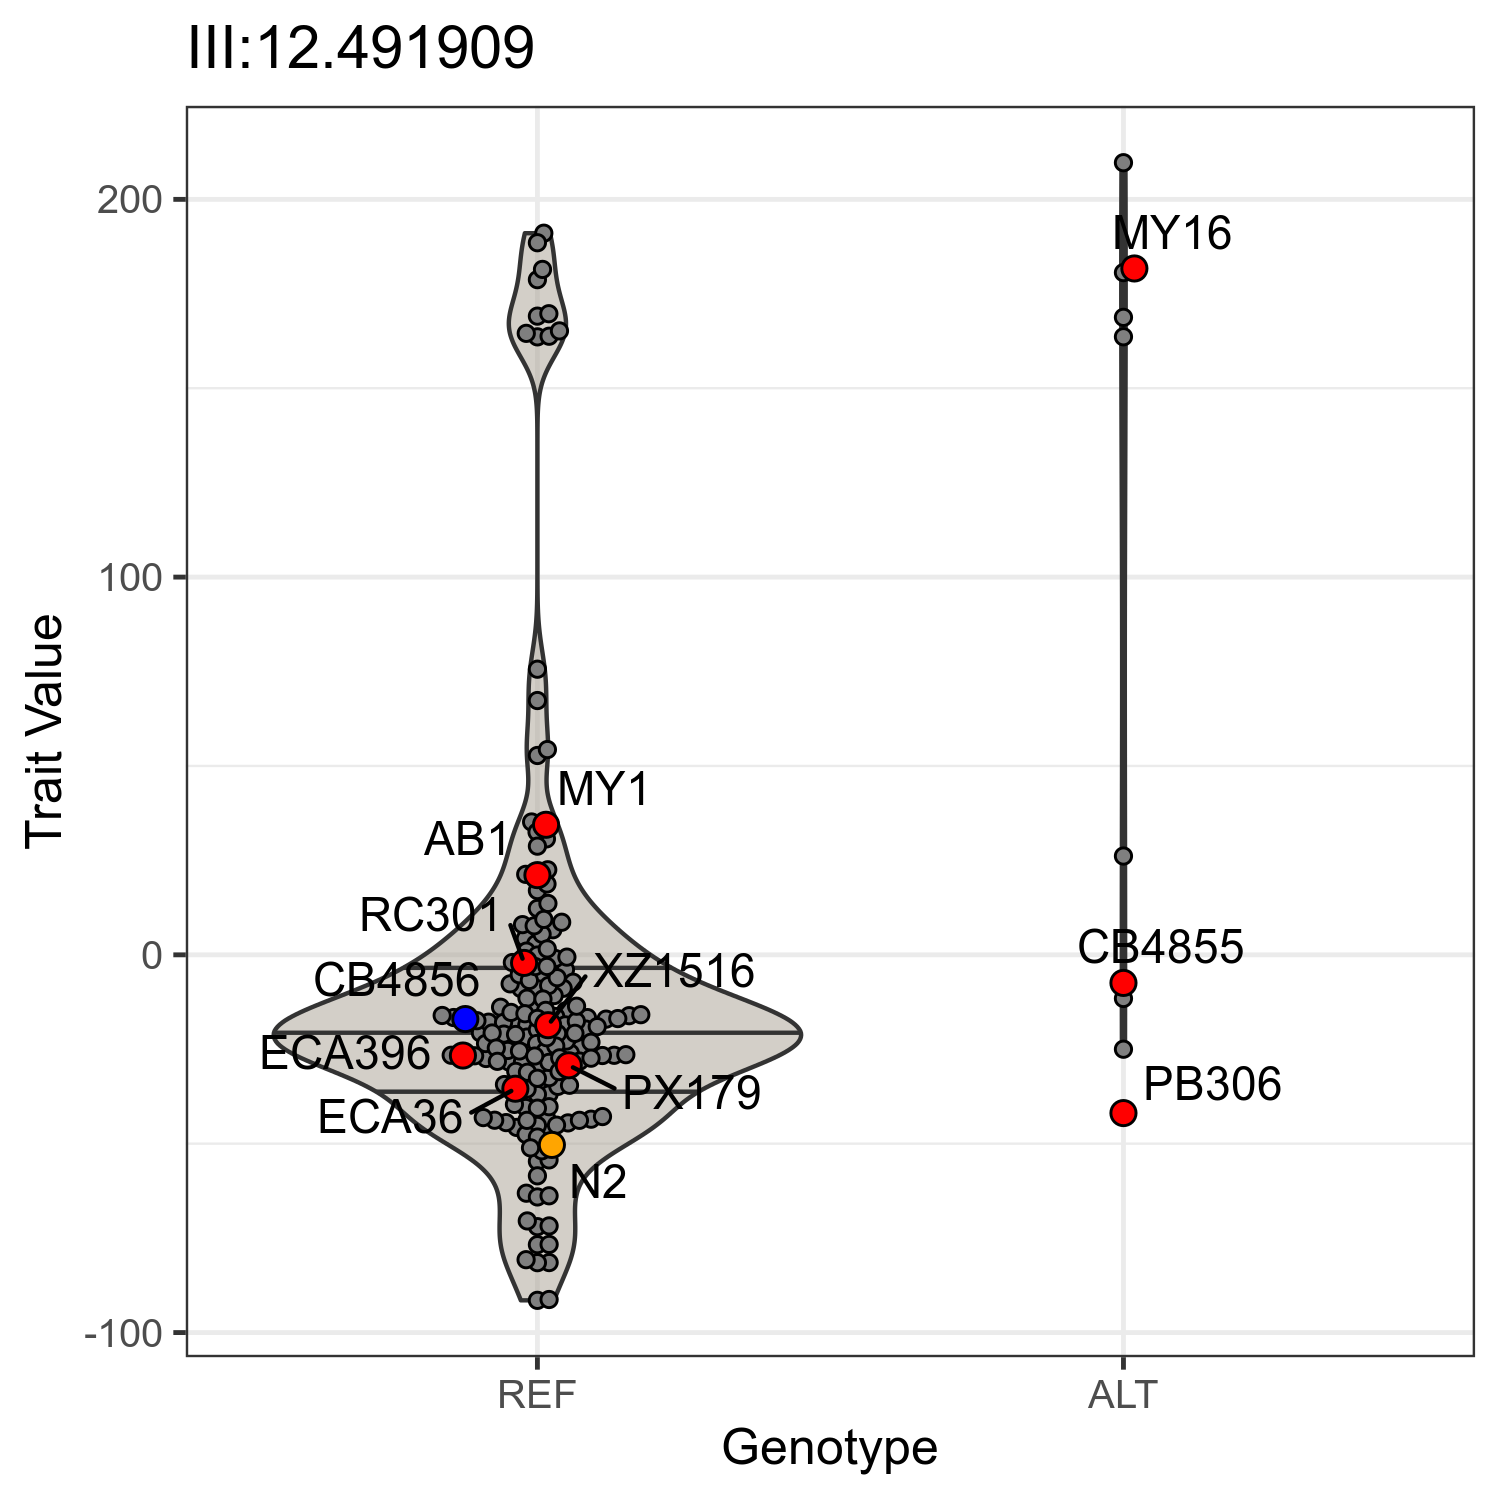 III:12.491909
200
MY16
100
MY1
AB1
RC301
XZ1516
CB4856
CB4855
0
ECA396
PX179
PB306
ECA36
N2
-100
REF
ALT
Genotype
Trait Value